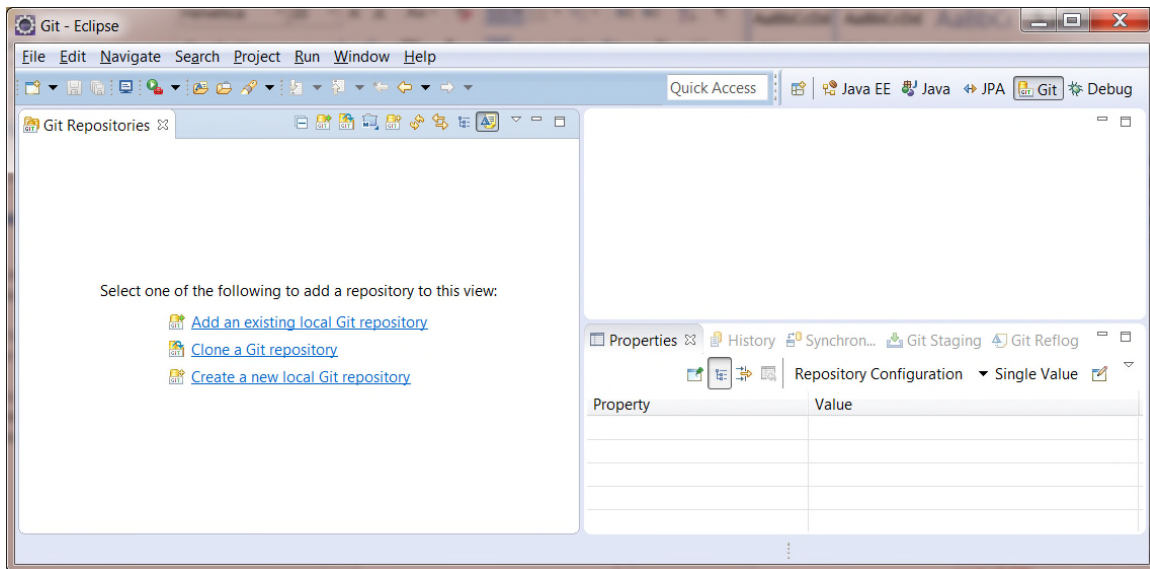 Git - Eclipse
File Edit Navigate Search Project Run Window Help
Quick Access Java EE Java JPA Git Debug
Git Repositories
Select one of the following to add a repository to this view:
Add an existing local Git repository
Clone a Git repository
Create a new local Git repository
Properties History Synchron... Git Staging Git Reflog
Repository Configuration Single Value
Property Value